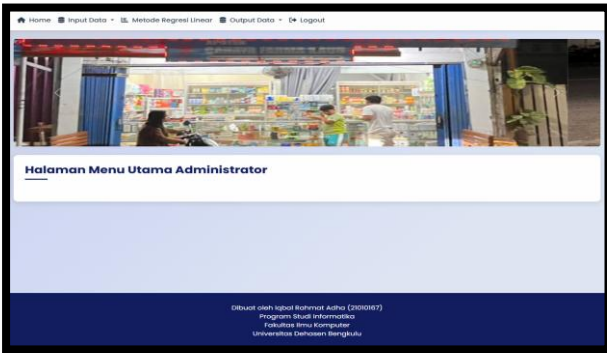 Home Input Data Metode Regresi Linear Output Data Logout
Halaman Menu Utama Administrator
Dibuat oleh Iqbal Rahmat Adha (21010167)
Program Studi Informatika
Fakultas Ilmu Komputer
Universitas Dehasen Bengkulu